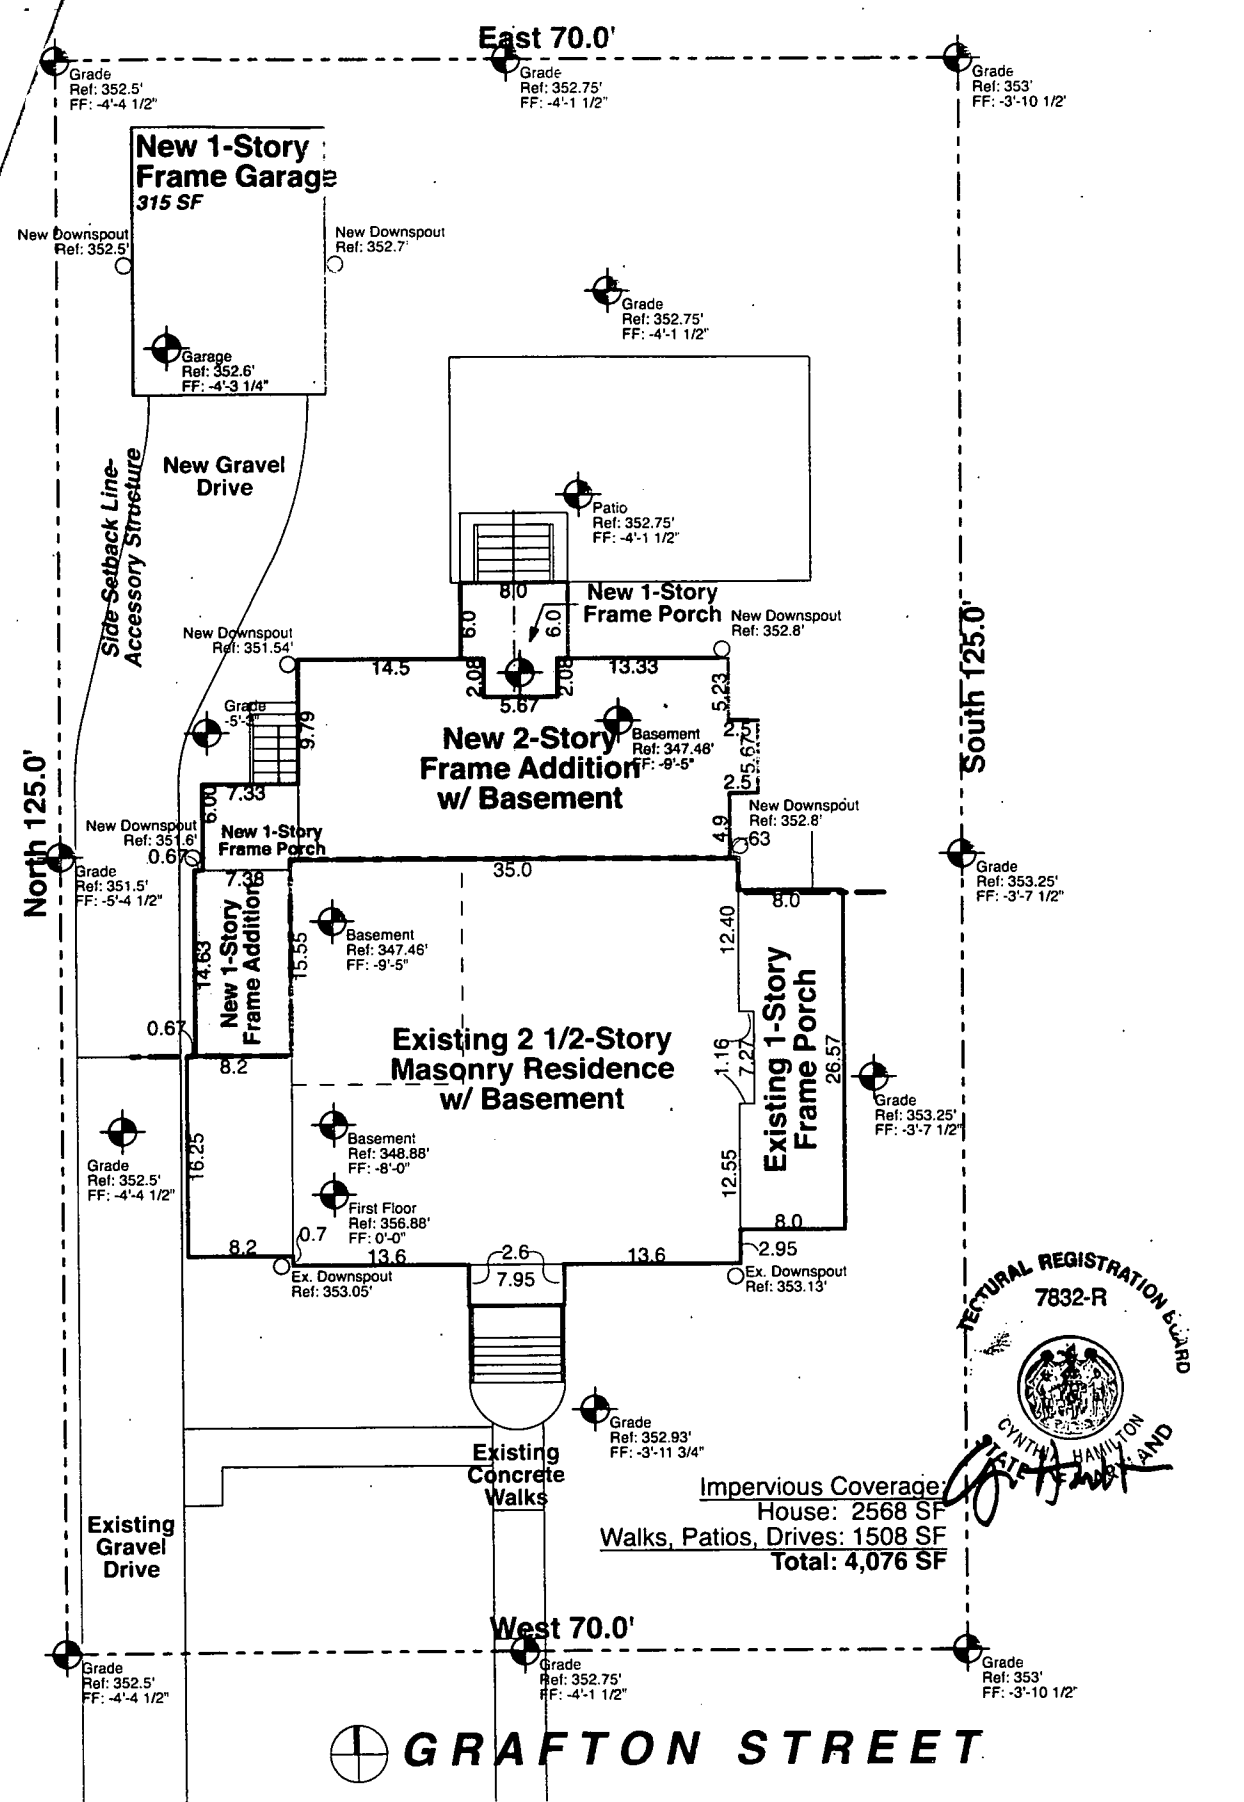 East 70.0'
Grade
Ref: 352.5'
FF: -4'-4 1/2"
Grade
Ref: 352.75'
FF: -4'-1 1/2"
Grade
Ref: 353'
FF: -3'-10 1/2'
New 1-Story
Frame Garage
315 SF
New Downspout
Ref: 352.5'
New Downspout
Ref: 352.7'
Grade
Ref: 352.75'
FF: -4'-1 1/2"
Garage
Ref: 352.6'
FF: -4'-3 1/4"
New Gravel
Drive
Side Setback Line-
Accessory Structure
Patio
Ref: 352.75'
FF: -4'-1 1/2"
8.0
6.0
6.0
New 1-Story
Frame Porch
New Downspout
Ref: 352.8'
New Downspout
Ref: 351.54'
14.5
2.08
2.08
5.67
13.33
5.23
Grade
-5'-3"
9.79
New 2-Story
Frame Addition
w/ Basement
Basement
Ref: 347.46'
FF: -9'-5"
2.5
5.67
2.5
4.9
.63
South 125.0'
North 125.0'
7.33
6.00
New 1-Story
Frame Porch
New Downspout
Ref: 351.6'
0.67
New Downspout
Ref: 352.8'
Grade
Ref: 351.5'
FF: -5'-4 1/2"
Grade
Ref: 353.25'
FF: -3'-7 1/2"
35.0
7.38
8.0
14.63
New 1-Story
Frame Addition
15.55
Basement
Ref: 347.46'
FF: -9'-5"
12.40
Existing 1-Story
Frame Porch
26.57
0.67
8.2
Existing 2 1/2-Story
Masonry Residence
w/ Basement
1.16
7.27
Grade
Ref: 353.25'
FF: -3'-7 1/2"
Grade
Ref: 352.5'
FF: -4'-4 1/2"
16.25
Basement
Ref: 348.88'
FF: -8'-0"
First Floor
Ref: 356.88'
FF: 0'-0"
12.55
8.0
8.2
0.7
13.6
2.6
7.95
13.6
2.95
Ex. Downspout
Ref: 353.05'
Ex. Downspout
Ref: 353.13'
TECTURAL REGISTRATION BOARD
7832-R
CYNTHIA HAMILTON
STATE OF MARYLAND
Grade
Ref: 352.93'
FF: -3'-11 3/4"
Existing
Concrete
Walks
Impervious Coverage:
House: 2568 SF
Walks, Patios, Drives: 1508 SF
Total: 4,076 SF
Existing
Gravel
Drive
West 70.0'
Grade
Ref: 352.5'
FF: -4'-4 1/2"
Grade
Ref: 352.75'
FF: -4'-1 1/2"
Grade
Ref: 353'
FF: -3'-10 1/2"
GRAFTON STREET